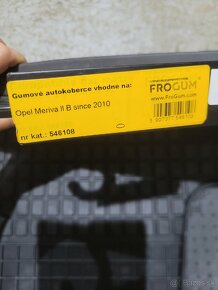 Gumové autokoberce vhodné na:
FROGUM
www.FroGum.com
Opel Meriva II B since 2010
nr kat.: 546108